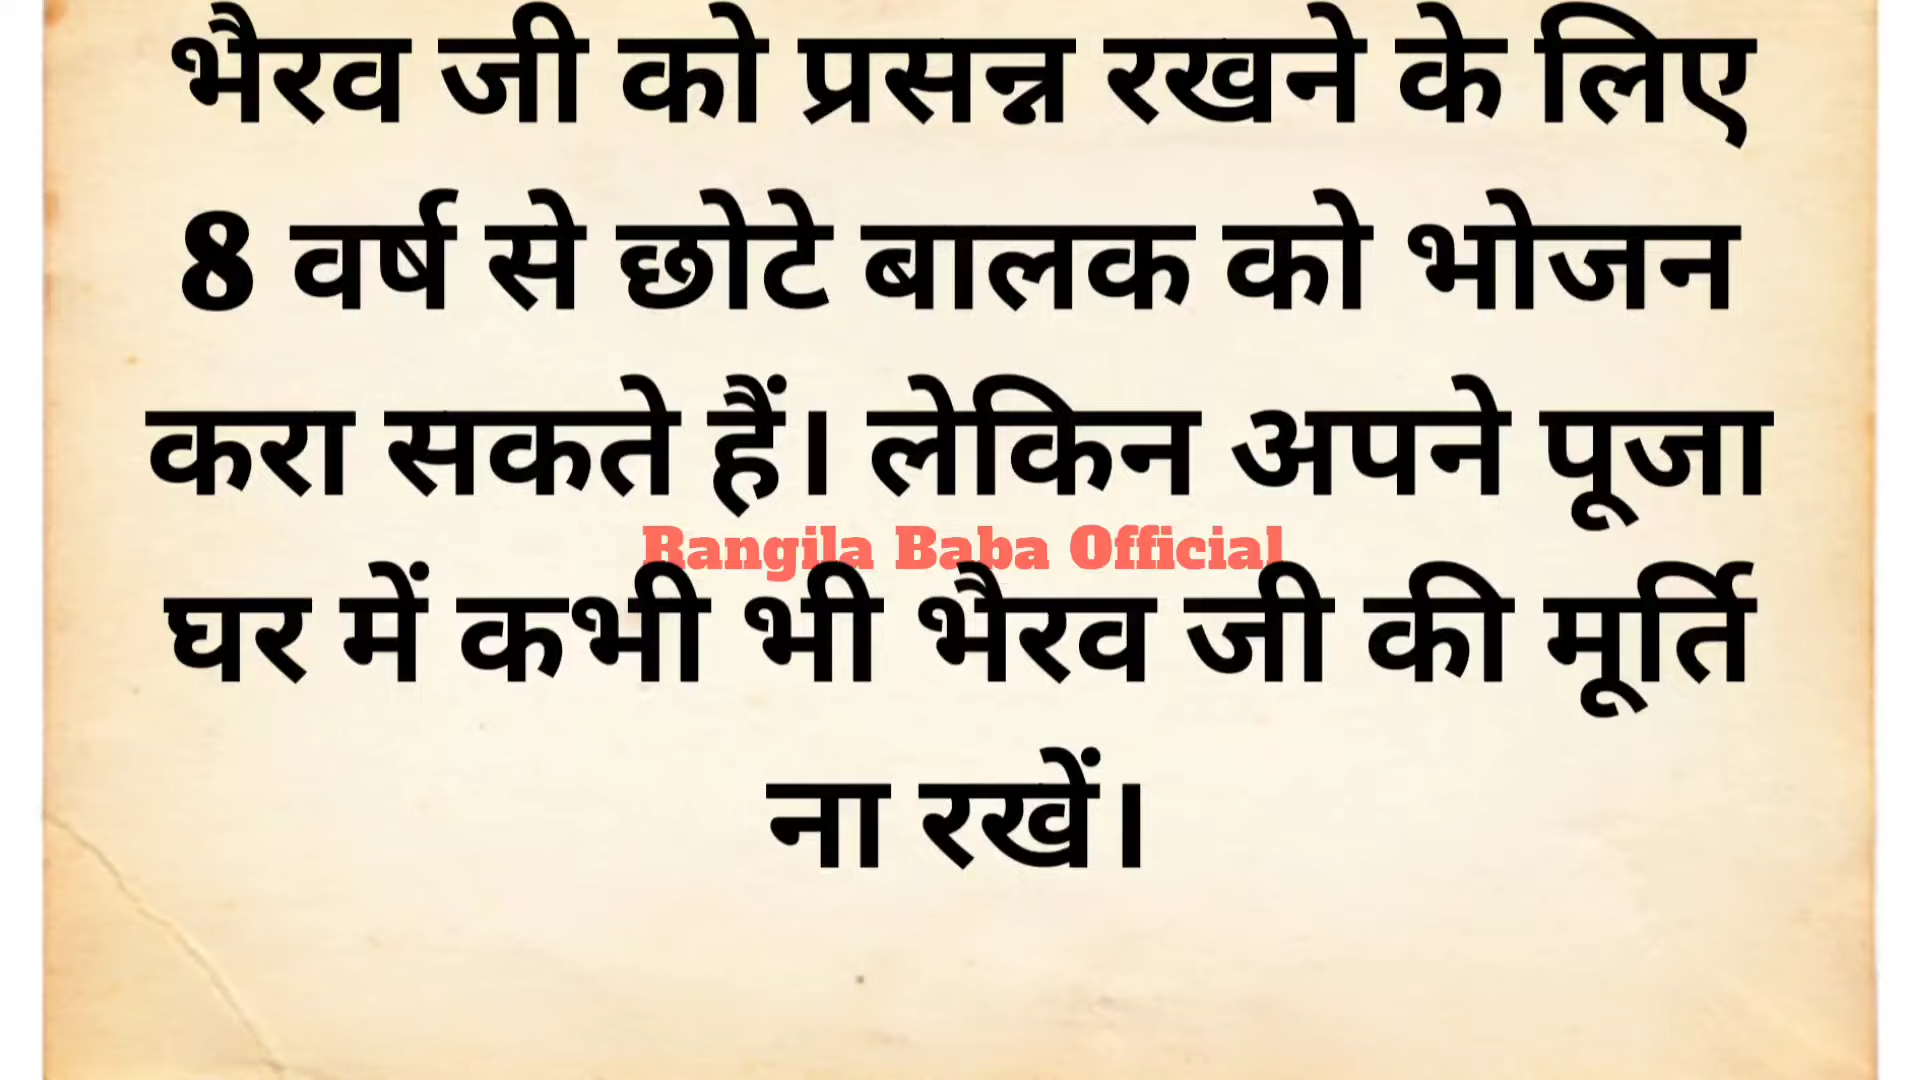 भैरव जी को प्रसन्न रखने के लिए
8 वर्ष से छोटे बालक को भोजन
करा सकते हैं। लेकिन अपने पूजा
Rangila Baba Official
घर में कभी भी भैरव जी की मूर्ति
ना रखें।